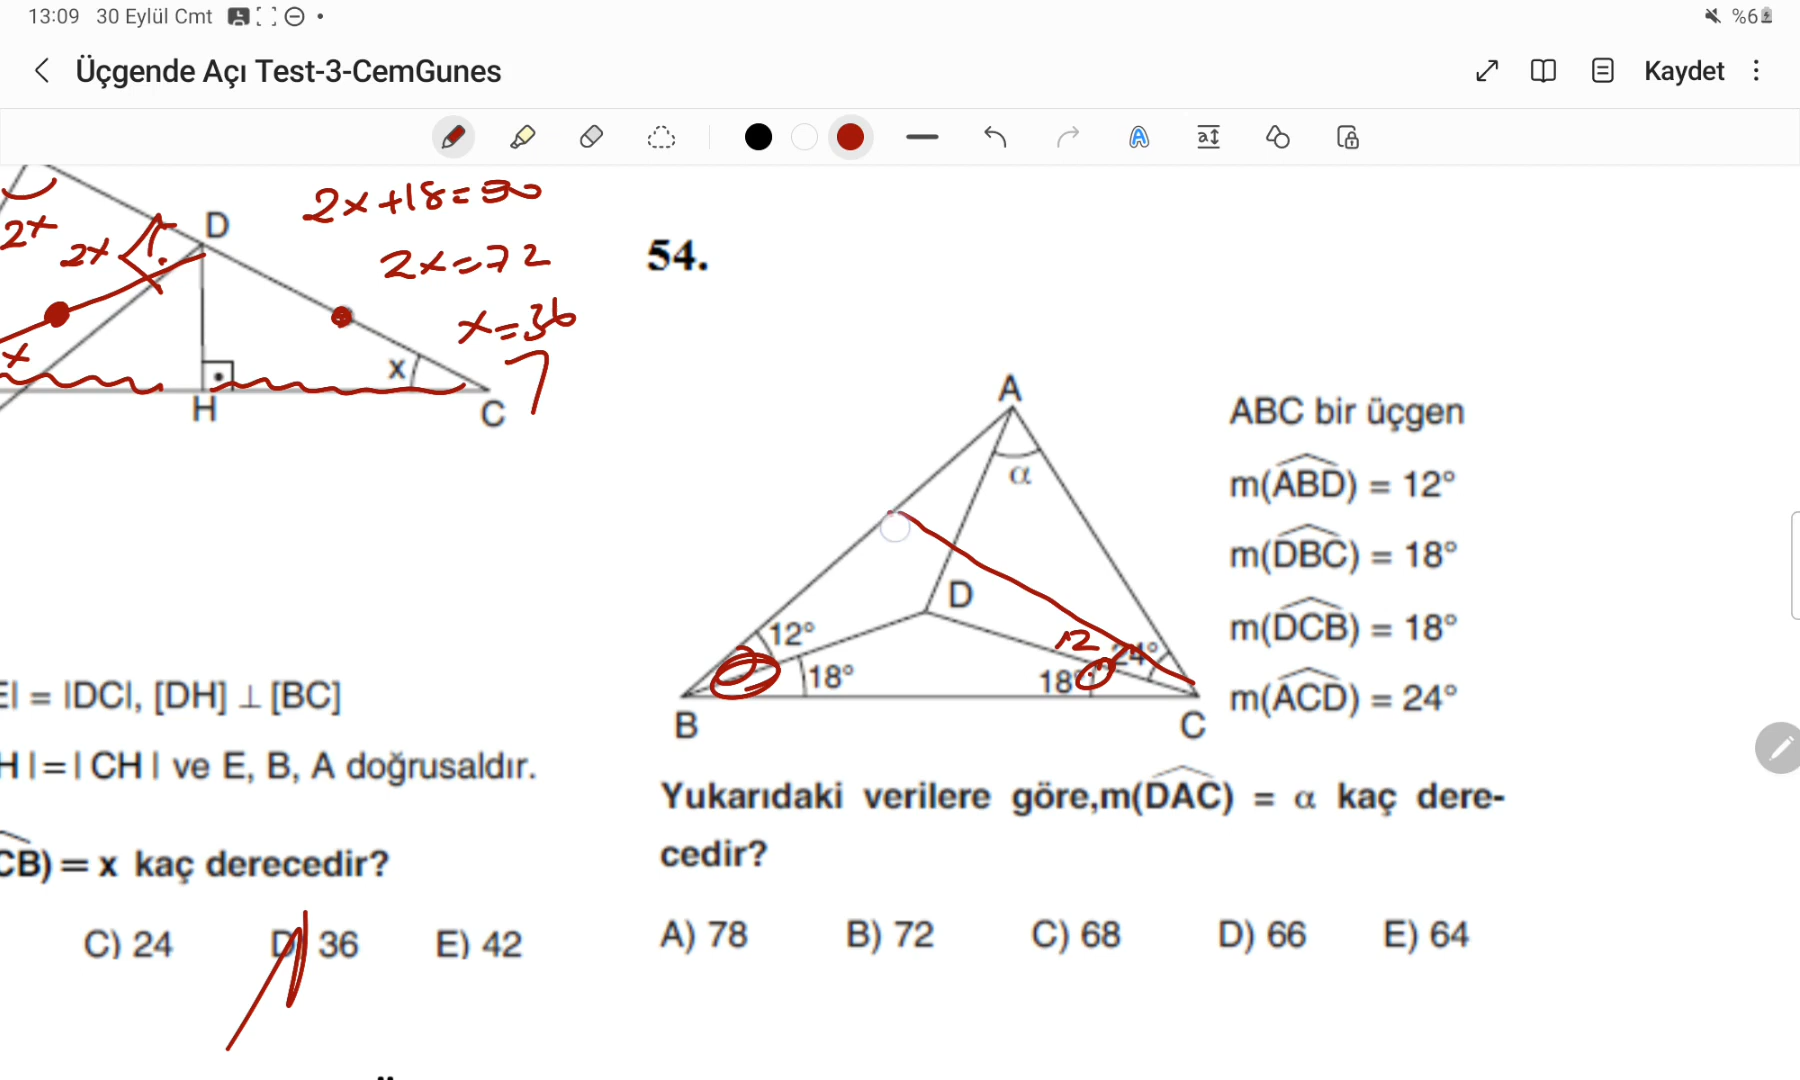 13:09 30 Eylül Cmt
%6
Üçgende Açı Test-3-CemGunes
Kaydet
2x
2x
D
x
x
H
C
2x+18=90
2x=72
x=36
E| = |DC|, [DH] ⊥ [BC]
H | = | CH | ve E, B, A doğrusaldır.
CB) = x kaç derecedir?
C) 24 D) 36 E) 42
54.
A
α
D
12°
18°
12
24°
18°
B
C
ABC bir üçgen
m(ABD) = 12°
m(DBC) = 18°
m(DCB) = 18°
m(ACD) = 24°
Yukarıdaki verilere göre,m(DAC) = α kaç dere-
cedir?
A) 78 B) 72 C) 68 D) 66 E) 64